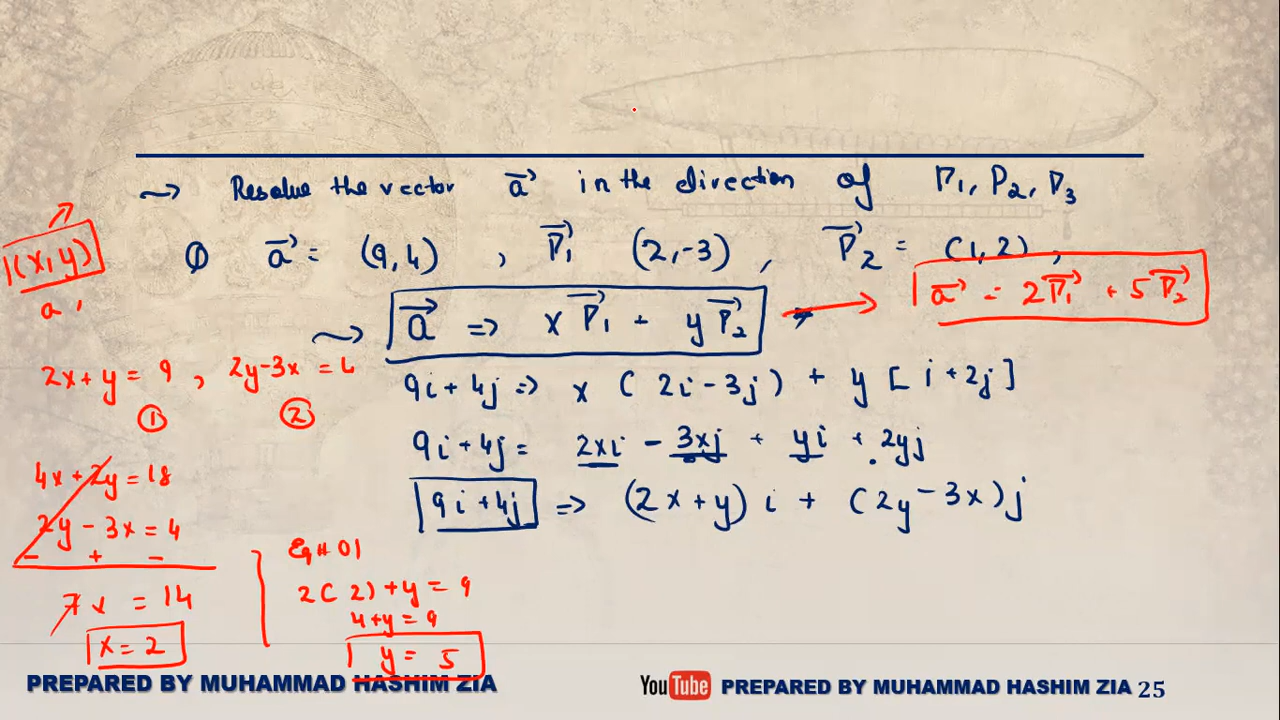 ~> Resolve the vector a⃗ in the direction of P1, P2, P3
(x, y)
a,
a⃗ = (9,4) , P⃗1 (2,-3) , P⃗2 = (1,2) ,
a⃗ = 2P⃗1 + 5P⃗2
~> a⃗ => x P⃗1 + y P⃗2
2x+y = 9 , 2y-3x = 4
① ②
9i + 4j => x (2i-3j) + y [i+2j]
9i + 4j = 2xi - 3xj + yi + 2yj
9i + 4j => (2x+y) i + (2y-3x) j
4x+2y = 18
2y - 3x = 4
- + -
7x = 14
x = 2
Eq # 01
2(2)+y = 9
4+y = 9
y = 5
PREPARED BY MUHAMMAD HASHIM ZIA
YouTube PREPARED BY MUHAMMAD HASHIM ZIA 25